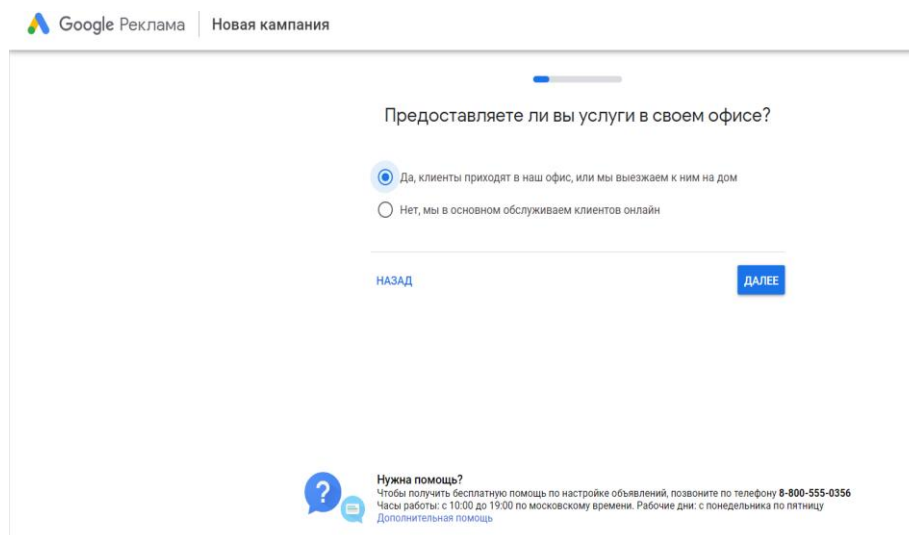 Google Реклама Новая кампания
Предоставляете ли вы услуги в своем офисе?
Да, клиенты приходят в наш офис, или мы выезжаем к ним на дом
Нет, мы в основном обслуживаем клиентов онлайн
НАЗАД ДАЛЕЕ
?
Нужна помощь?
Чтобы получить бесплатную помощь по настройке объявлений, позвоните по телефону 8-800-555-0356
Часы работы: с 10:00 до 19:00 по московскому времени. Рабочие дни: с понедельника по пятницу
Дополнительная помощь